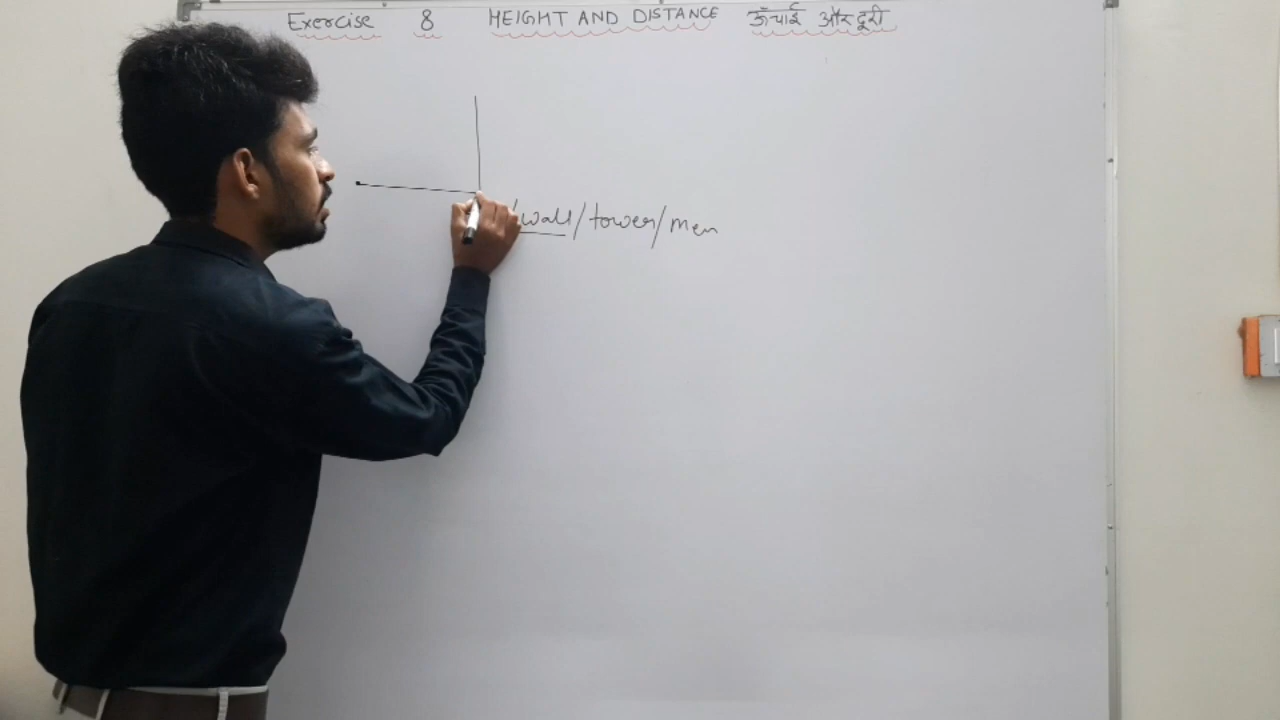 Exercise 8 HEIGHT AND DISTANCE ऊँचाई और दूरी
/wall/tower/men